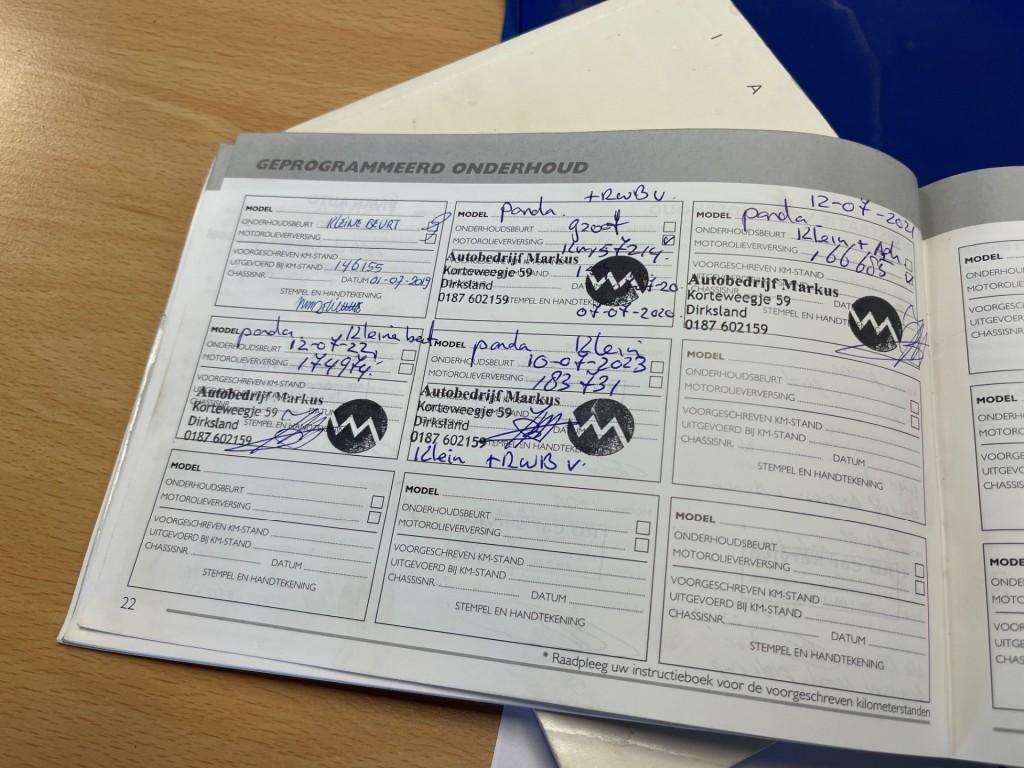 A
GEPROGRAMMEERD ONDERHOUD
MODEL
ONDERHOUDSBEURT KLEINE BEURT
MOTOROLIEVERVERSING
VOORGESCHREVEN KM-STAND
UITGEVOERD BIJ KM-STAND 146155
CHASSISNR. DATUM 01-07-2019
STEMPEL EN HANDTEKENING
+RWB v.
MODEL panda.
ONDERHOUDSBEURT groot
MOTOROLIEVERVERSING
Autobedrijf Markus
Korteweegje 59
Dirksland
0187 602159 STEMPEL EN HANDTEKENING
07-07-2020
12-07-2021
MODEL panda
ONDERHOUDSBEURT Klein +
MOTOROLIEVERVERSING
VOORGESCHREVEN KM-STAND
Autobedrijf Markus
Korteweegje 59
Dirksland
0187 602159
MODEL panda Kleine beurt
ONDERHOUDSBEURT 12-07-22
MOTOROLIEVERVERSING 174974
VOORGESCHREVEN KM-STAND
Autobedrijf Markus
Korteweegje 59
Dirksland
0187 602159
STEMPEL EN HANDTEKENING
MODEL panda Klein
ONDERHOUDSBEURT 10-07-2023
MOTOROLIEVERVERSING 183731
VOORGESCHREVEN KM-STAND
Autobedrijf Markus
Korteweegje 59
Dirksland
0187 602159 STEMPEL EN HANDTEKENING
Klein +RWB v.
MODEL
ONDERHOUDSBEURT
MOTOROLIEVERVERSING
VOORGESCHREVEN KM-STAND
UITGEVOERD BIJ KM-STAND
CHASSISNR. DATUM
STEMPEL EN HANDTEKENING
MODEL
ONDERHOUDSBEURT
MOTOROLIEVERVERSING
VOORGESCHREVEN KM-STAND
UITGEVOERD BIJ KM-STAND
CHASSISNR. DATUM
STEMPEL EN HANDTEKENING
MODEL
ONDERHOUDSBEURT
MOTOROLIEVERVERSING
VOORGESCHREVEN KM-STAND
UITGEVOERD BIJ KM-STAND
CHASSISNR. DATUM
STEMPEL EN HANDTEKENING
MODEL
ONDERHOUDSBEURT
MOTOROLIEVERVERSING
VOORGESCHREVEN KM-STAND
UITGEVOERD BIJ KM-STAND
CHASSISNR. DATUM
STEMPEL EN HANDTEKENING
22
* Raadpleeg uw instructieboek voor de voorgeschreven kilometerstanden
MODEL
MODEL
MODEL